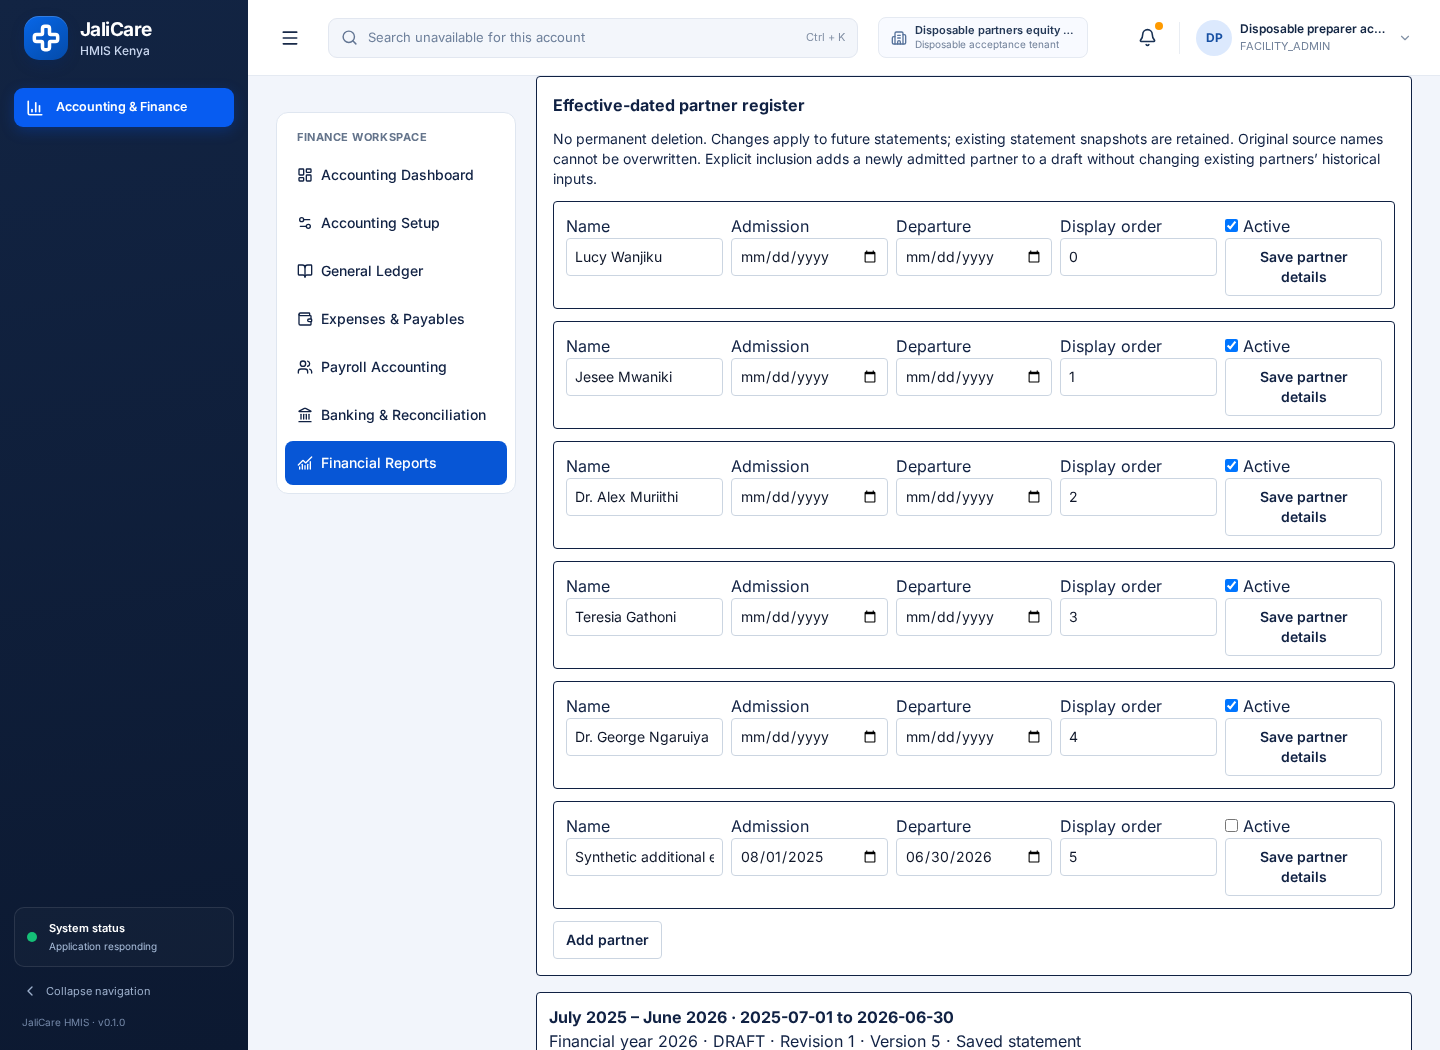 JaliCare
HMIS Kenya
Accounting & Finance
System status
Application responding
Collapse navigation
JaliCare HMIS · v0.1.0
Search unavailable for this account
Ctrl + K
Disposable partners equity ...
Disposable acceptance tenant
DP
Disposable preparer ac...
FACILITY_ADMIN
FINANCE WORKSPACE
Accounting Dashboard
Accounting Setup
General Ledger
Expenses & Payables
Payroll Accounting
Banking & Reconciliation
Financial Reports
Effective-dated partner register
No permanent deletion. Changes apply to future statements; existing statement snapshots are retained. Original source names
cannot be overwritten. Explicit inclusion adds a newly admitted partner to a draft without changing existing partners’ historical
inputs.
Name Admission Departure Display order Active
Lucy Wanjiku mm/dd/yyyy mm/dd/yyyy 0 Save partner
details
Name Admission Departure Display order Active
Jesee Mwaniki mm/dd/yyyy mm/dd/yyyy 1 Save partner
details
Name Admission Departure Display order Active
Dr. Alex Muriithi mm/dd/yyyy mm/dd/yyyy 2 Save partner
details
Name Admission Departure Display order Active
Teresia Gathoni mm/dd/yyyy mm/dd/yyyy 3 Save partner
details
Name Admission Departure Display order Active
Dr. George Ngaruiya mm/dd/yyyy mm/dd/yyyy 4 Save partner
details
Name Admission Departure Display order Active
Synthetic additional e 08/01/2025 06/30/2026 5 Save partner
details
Add partner
July 2025 – June 2026 · 2025-07-01 to 2026-06-30
Financial year 2026 · DRAFT · Revision 1 · Version 5 · Saved statement